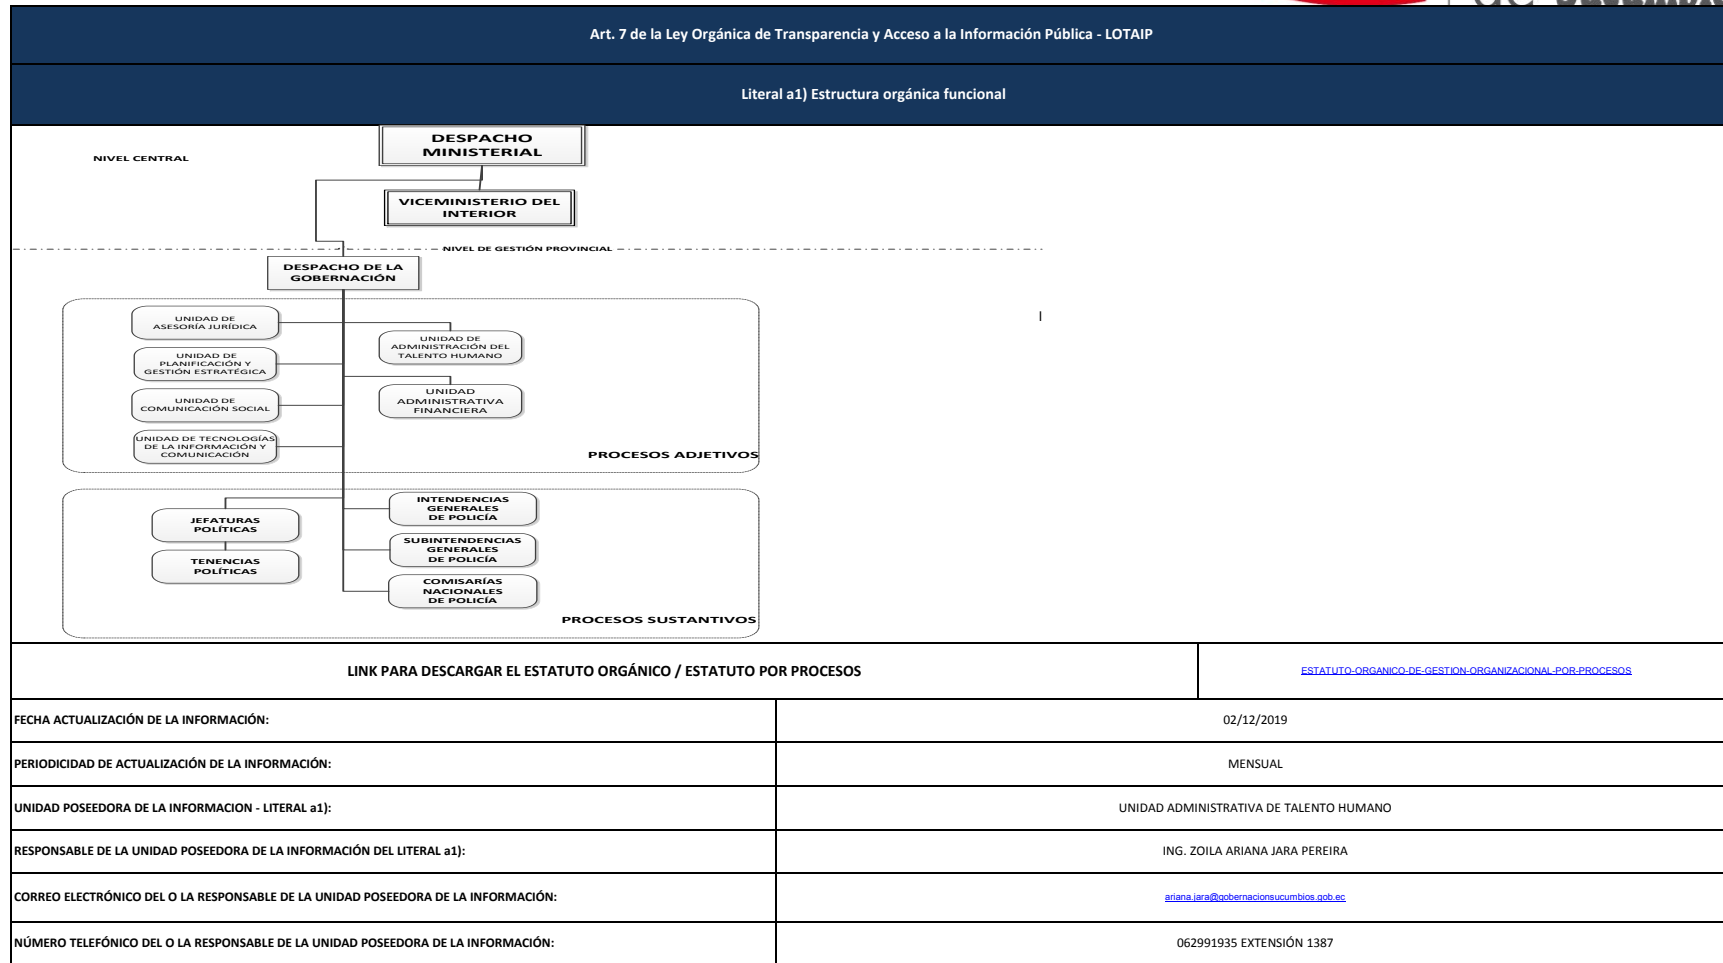 Art. 7 de la Ley Orgánica de Transparencia y Acceso a la Información Pública - LOTAIP
Literal a1) Estructura orgánica funcional
NIVEL CENTRAL
DESPACHO
MINISTERIAL
VICEMINISTERIO DEL
INTERIOR
NIVEL DE GESTIÓN PROVINCIAL
DESPACHO DE LA
GOBERNACIÓN
UNIDAD DE
ASESORÍA JURÍDICA
UNIDAD DE
ADMINISTRACIÓN DEL
TALENTO HUMANO
UNIDAD DE
PLANIFICACIÓN Y
GESTIÓN ESTRATÉGICA
UNIDAD
ADMINISTRATIVA
FINANCIERA
UNIDAD DE
COMUNICACIÓN SOCIAL
UNIDAD DE TECNOLOGÍAS
DE LA INFORMACIÓN Y
COMUNICACIÓN
PROCESOS ADJETIVOS
JEFATURAS
POLÍTICAS
TENENCIAS
POLÍTICAS
INTENDENCIAS
GENERALES
DE POLICÍA
SUBINTENDENCIAS
GENERALES
DE POLICÍA
COMISARÍAS
NACIONALES
DE POLICÍA
PROCESOS SUSTANTIVOS
I
LINK PARA DESCARGAR EL ESTATUTO ORGÁNICO / ESTATUTO POR PROCESOS
ESTATUTO-ORGANICO-DE-GESTION-ORGANIZACIONAL-POR-PROCESOS
FECHA ACTUALIZACIÓN DE LA INFORMACIÓN:
02/12/2019
PERIODICIDAD DE ACTUALIZACIÓN DE LA INFORMACIÓN:
MENSUAL
UNIDAD POSEEDORA DE LA INFORMACION - LITERAL a1):
UNIDAD ADMINISTRATIVA DE TALENTO HUMANO
RESPONSABLE DE LA UNIDAD POSEEDORA DE LA INFORMACIÓN DEL LITERAL a1):
ING. ZOILA ARIANA JARA PEREIRA
CORREO ELECTRÓNICO DEL O LA RESPONSABLE DE LA UNIDAD POSEEDORA DE LA INFORMACIÓN:
ariana.jara@gobernacionsucumbios.gob.ec
NÚMERO TELEFÓNICO DEL O LA RESPONSABLE DE LA UNIDAD POSEEDORA DE LA INFORMACIÓN:
062991935 EXTENSIÓN 1387